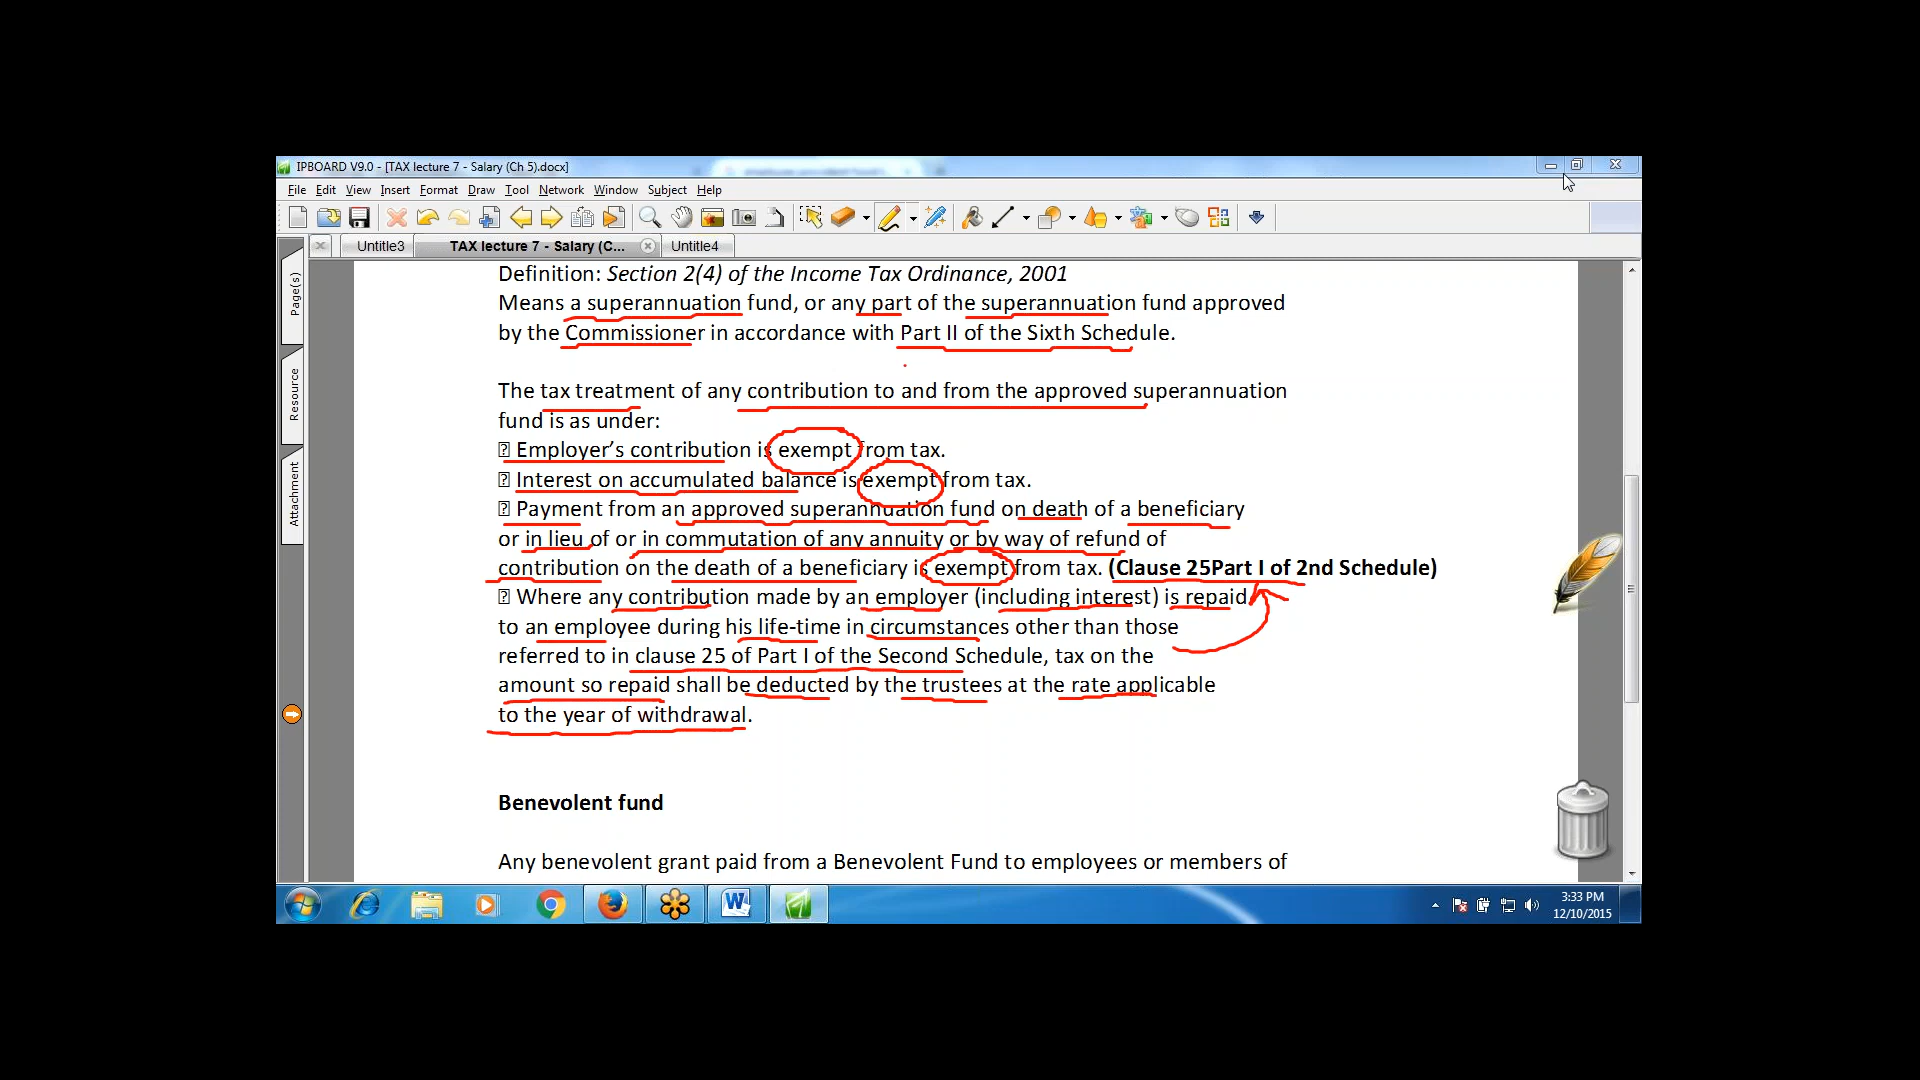 IPBOARD V9.0 - [TAX lecture 7 - Salary (Ch 5).docx]
File Edit View Insert Format Draw Tool Network Window Subject Help
Untitle3 TAX lecture 7 - Salary (C... Untitle4
Page(s)
Resource
Attachment
Definition: Section 2(4) of the Income Tax Ordinance, 2001
Means a superannuation fund, or any part of the superannuation fund approved
by the Commissioner in accordance with Part II of the Sixth Schedule.
The tax treatment of any contribution to and from the approved superannuation
fund is as under:
Employer’s contribution is exempt from tax.
Interest on accumulated balance is exempt from tax.
Payment from an approved superannuation fund on death of a beneficiary
or in lieu of or in commutation of any annuity or by way of refund of
contribution on the death of a beneficiary is exempt from tax. (Clause 25Part I of 2nd Schedule)
Where any contribution made by an employer (including interest) is repaid
to an employee during his life-time in circumstances other than those
referred to in clause 25 of Part I of the Second Schedule, tax on the
amount so repaid shall be deducted by the trustees at the rate applicable
to the year of withdrawal.
Benevolent fund
Any benevolent grant paid from a Benevolent Fund to employees or members of
3:33 PM
12/10/2015